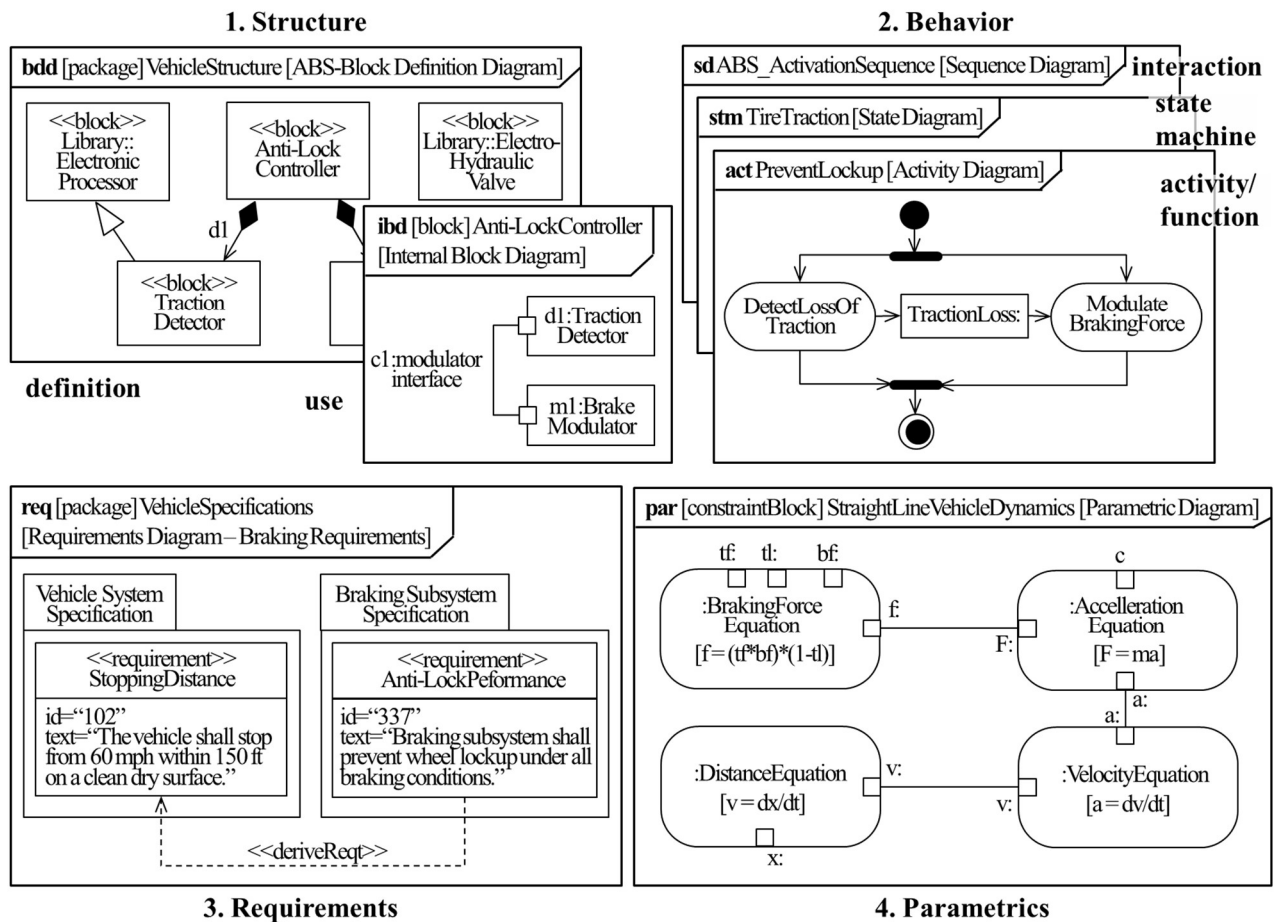 1. Structure
bdd [package] VehicleStructure [ABS-Block Definition Diagram]
<<block>>
Library::
Electronic
Processor
<<block>>
Anti-Lock
Controller
<<block>>
Library::Electro-
Hydraulic
Valve
d1
<<block>>
Traction
Detector
ibd [block] Anti-LockController
[Internal Block Diagram]
d1:Traction
Detector
c1:modulator
interface
m1:Brake
Modulator
definition
use
2. Behavior
sd ABS_ActivationSequence [Sequence Diagram]
interaction
stm TireTraction [State Diagram]
state
machine
act PreventLockup [Activity Diagram]
activity/
function
DetectLossOf
Traction
TractionLoss:
Modulate
BrakingForce
req [package] VehicleSpecifications
[Requirements Diagram – Braking Requirements]
Vehicle System
Specification
<<requirement>>
StoppingDistance
id=“102”
text=“The vehicle shall stop
from 60 mph within 150 ft
on a clean dry surface.”
Braking Subsystem
Specification
<<requirement>>
Anti-LockPeformance
id=“337”
text=“Braking subsystem shall
prevent wheel lockup under all
braking conditions.”
<<deriveReqt>>
3. Requirements
par [constraintBlock] StraightLineVehicleDynamics [Parametric Diagram]
tf:
tl:
bf:
:BrakingForce
Equation
[f = (tf*bf)*(1-tl)]
f:
c
F:
:Accelleration
Equation
[F = ma]
a:
a:
:DistanceEquation
[v = dx/dt]
v:
x:
v:
:VelocityEquation
[a = dv/dt]
4. Parametrics